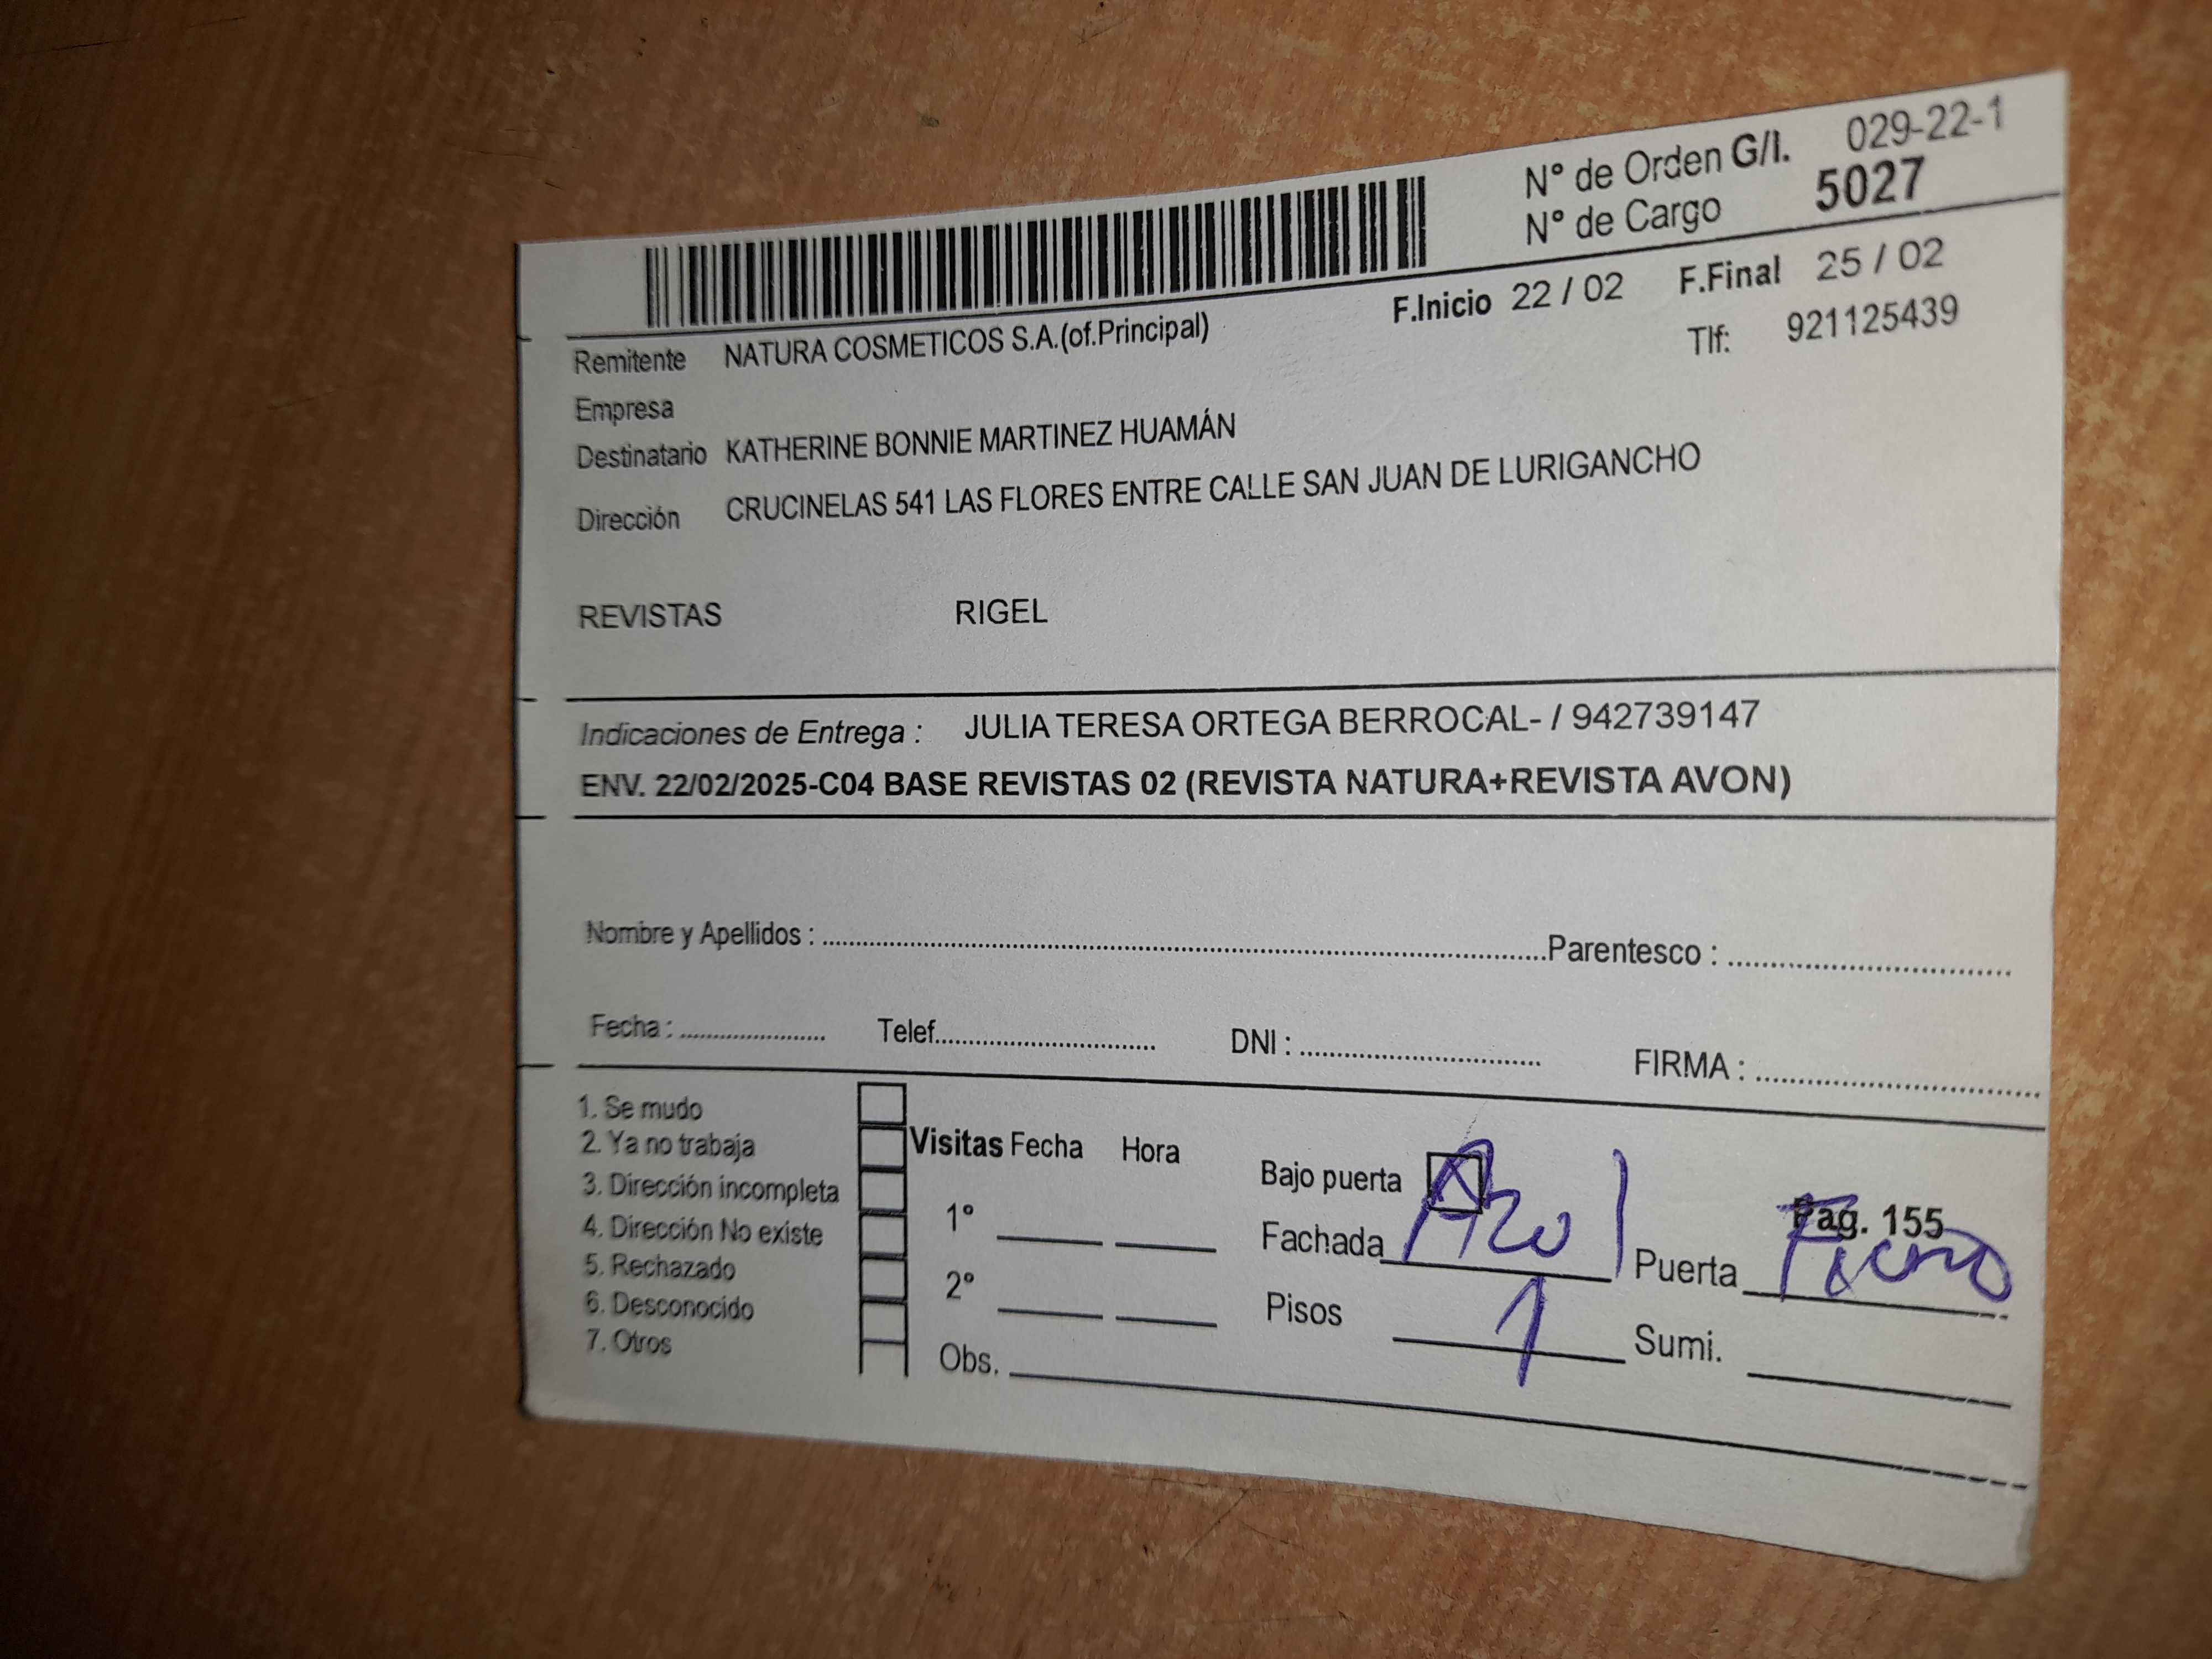 Nº de Orden G/I. 029-22-1
Nº de Cargo 5027
F.Inicio 22 / 02 F.Final 25 / 02
Remitente NATURA COSMETICOS S.A.(of.Principal) Tlf: 921125439
Empresa
Destinatario KATHERINE BONNIE MARTINEZ HUAMÁN
Dirección CRUCINELAS 541 LAS FLORES ENTRE CALLE SAN JUAN DE LURIGANCHO
REVISTAS RIGEL
Indicaciones de Entrega : JULIA TERESA ORTEGA BERROCAL- / 942739147
ENV. 22/02/2025-C04 BASE REVISTAS 02 (REVISTA NATURA+REVISTA AVON)
Nombre y Apellidos : Parentesco :
Fecha : Telef. DNI : FIRMA :
1. Se mudo
2. Ya no trabaja
3. Dirección incompleta
4. Dirección No existe
5. Rechazado
6. Desconocido
7. Otros
Visitas Fecha Hora
1º
2º
Obs.
Bajo puerta
Pag. 155
Fachada Azul Puerta Fierro
Pisos 1 Sumi.